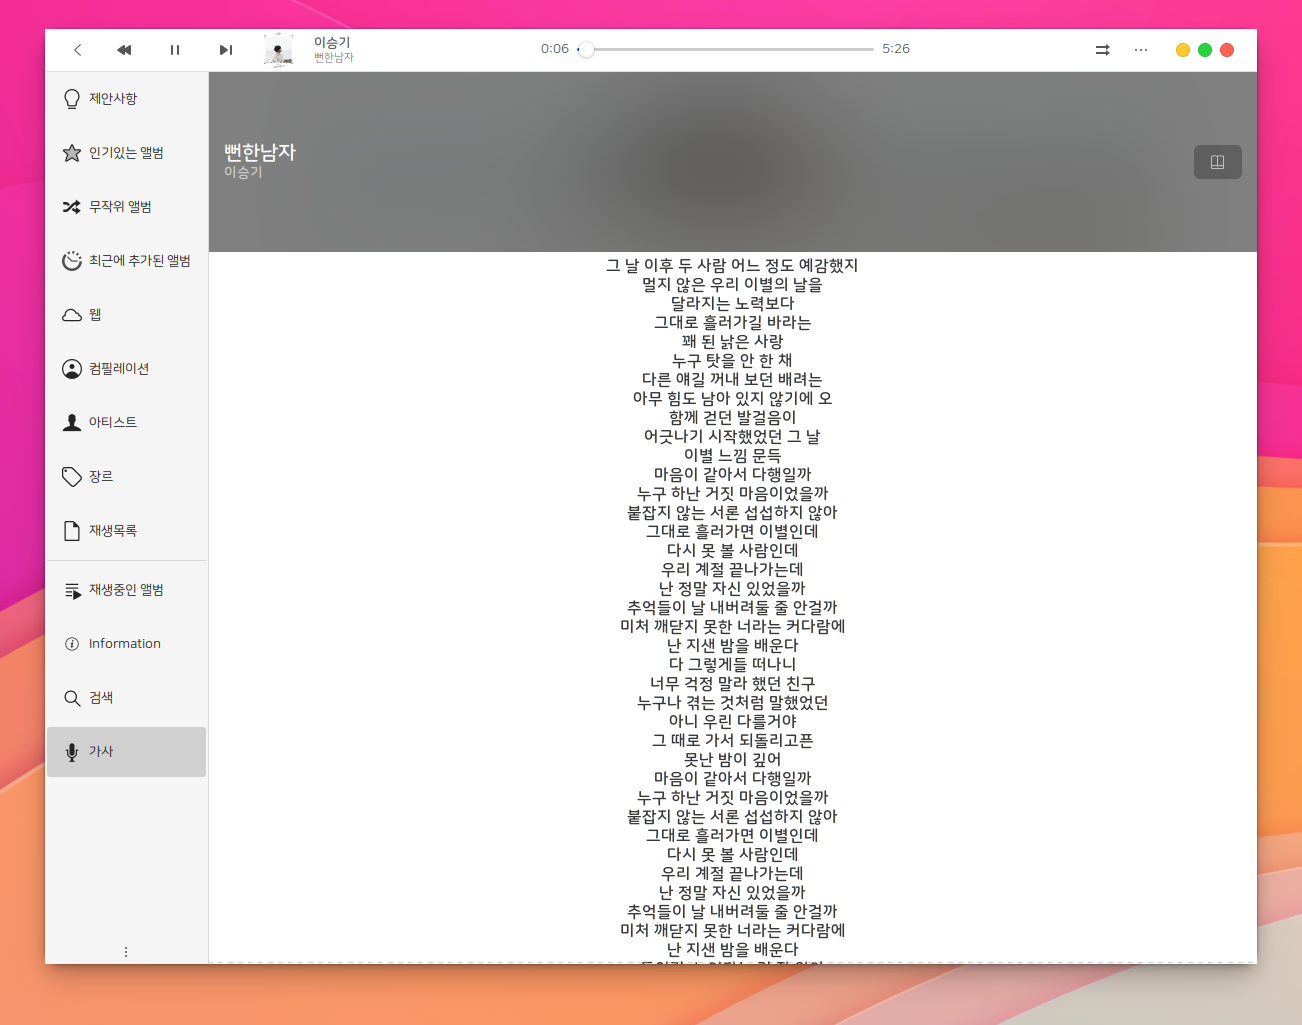 이승기
뻔한남자
0:06
5:26
제안사항
인기있는 앨범
무작위 앨범
최근에 추가된 앨범
웹
컴필레이션
아티스트
장르
재생목록
재생중인 앨범
Information
검색
가사
뻔한남자
이승기
그 날 이후 두 사람 어느 정도 예감했지
멀지 않은 우리 이별의 날을
달라지는 노력보다
그대로 흘러가길 바라는
꽤 된 낡은 사랑
누구 탓을 안 한 채
다른 얘길 꺼내 보던 배려는
아무 힘도 남아 있지 않기에 오
함께 걷던 발걸음이
어긋나기 시작했었던 그 날
이별 느낌 문득
마음이 같아서 다행일까
누구 하난 거짓 마음이었을까
붙잡지 않는 서론 섭섭하지 않아
그대로 흘러가면 이별인데
다시 못 볼 사람인데
우리 계절 끝나가는데
난 정말 자신 있었을까
추억들이 날 내버려둘 줄 안걸까
미처 깨닫지 못한 너라는 커다람에
난 지샌 밤을 배운다
다 그렇게들 떠나니
너무 걱정 말라 했던 친구
누구나 겪는 것처럼 말했었던
아니 우린 다를거야
그 때로 가서 되돌리고픈
못난 밤이 깊어
마음이 같아서 다행일까
누구 하난 거짓 마음이었을까
붙잡지 않는 서론 섭섭하지 않아
그대로 흘러가면 이별인데
다시 못 볼 사람인데
우리 계절 끝나가는데
난 정말 자신 있었을까
추억들이 날 내버려둘 줄 안걸까
미처 깨닫지 못한 너라는 커다람에
난 지샌 밤을 배운다